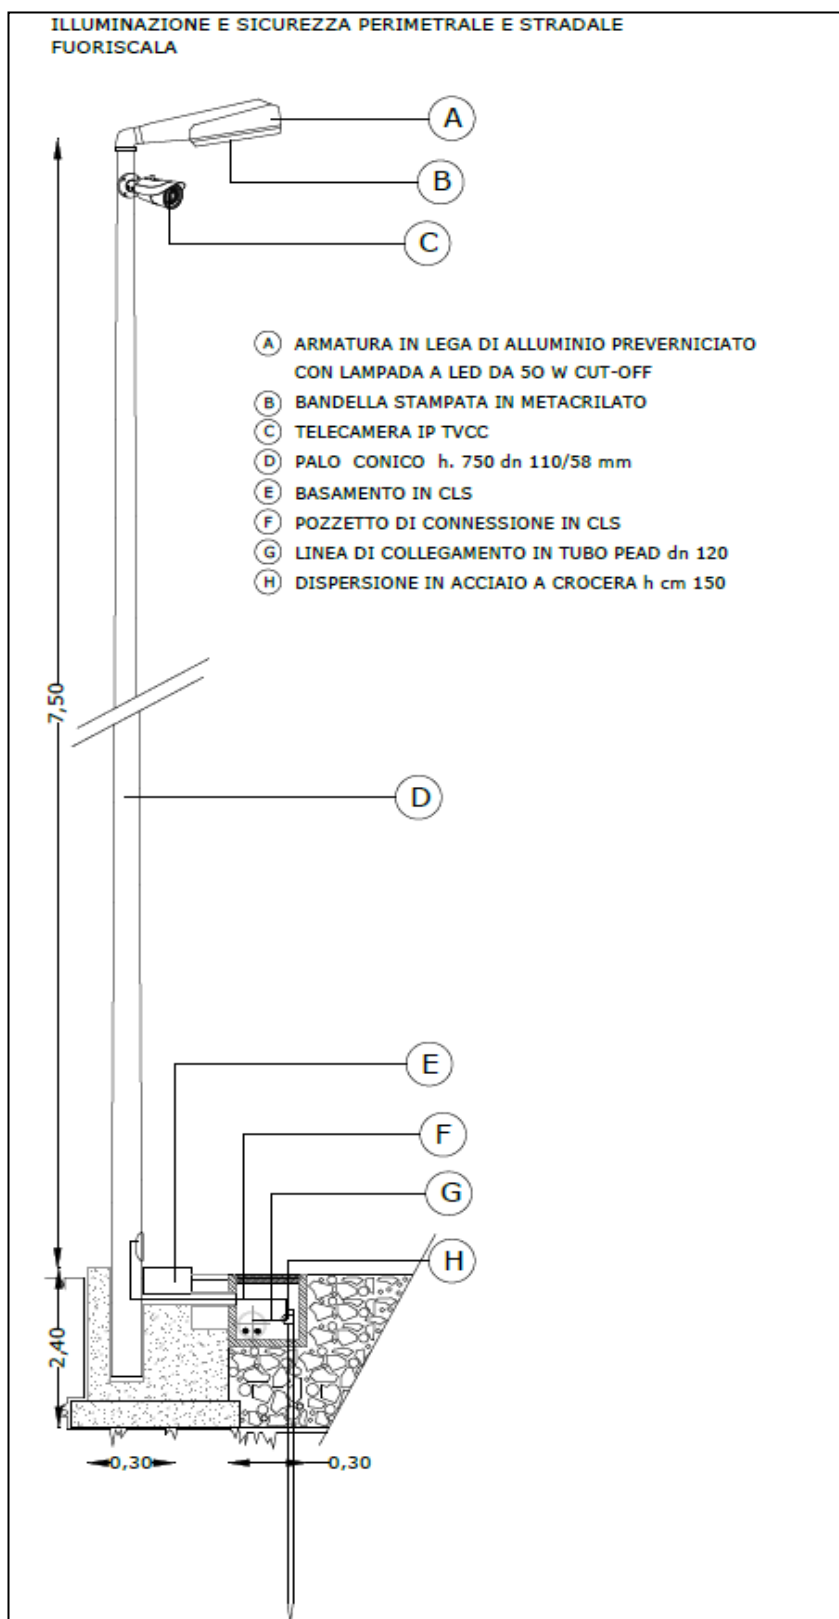 ILLUMINAZIONE E SICUREZZA PERIMETRALE E STRADALE
FUORISCALA
A
B
C
A ARMATURA IN LEGA DI ALLUMINIO PREVERNICIATO
CON LAMPADA A LED DA 5O W CUT-OFF
B BANDELLA STAMPATA IN METACRILATO
C TELECAMERA IP TVCC
D PALO CONICO h. 750 dn 110/58 mm
E BASAMENTO IN CLS
F POZZETTO DI CONNESSIONE IN CLS
G LINEA DI COLLEGAMENTO IN TUBO PEAD dn 120
H DISPERSIONE IN ACCIAIO A CROCERA h cm 150
7,50
D
E
F
G
H
2,40
0,30 0,30